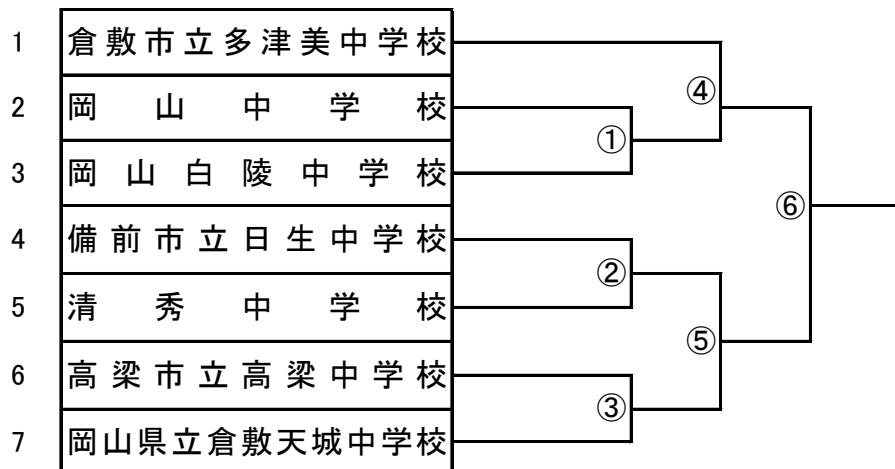 1 倉敷市立多津美中学校
2 岡山中学校
3 岡山白陵中学校
4 備前市立日生中学校
5 清秀中学校
6 高梁市立高梁中学校
7 岡山県立倉敷天城中学校
④
①
⑥
②
⑤
③